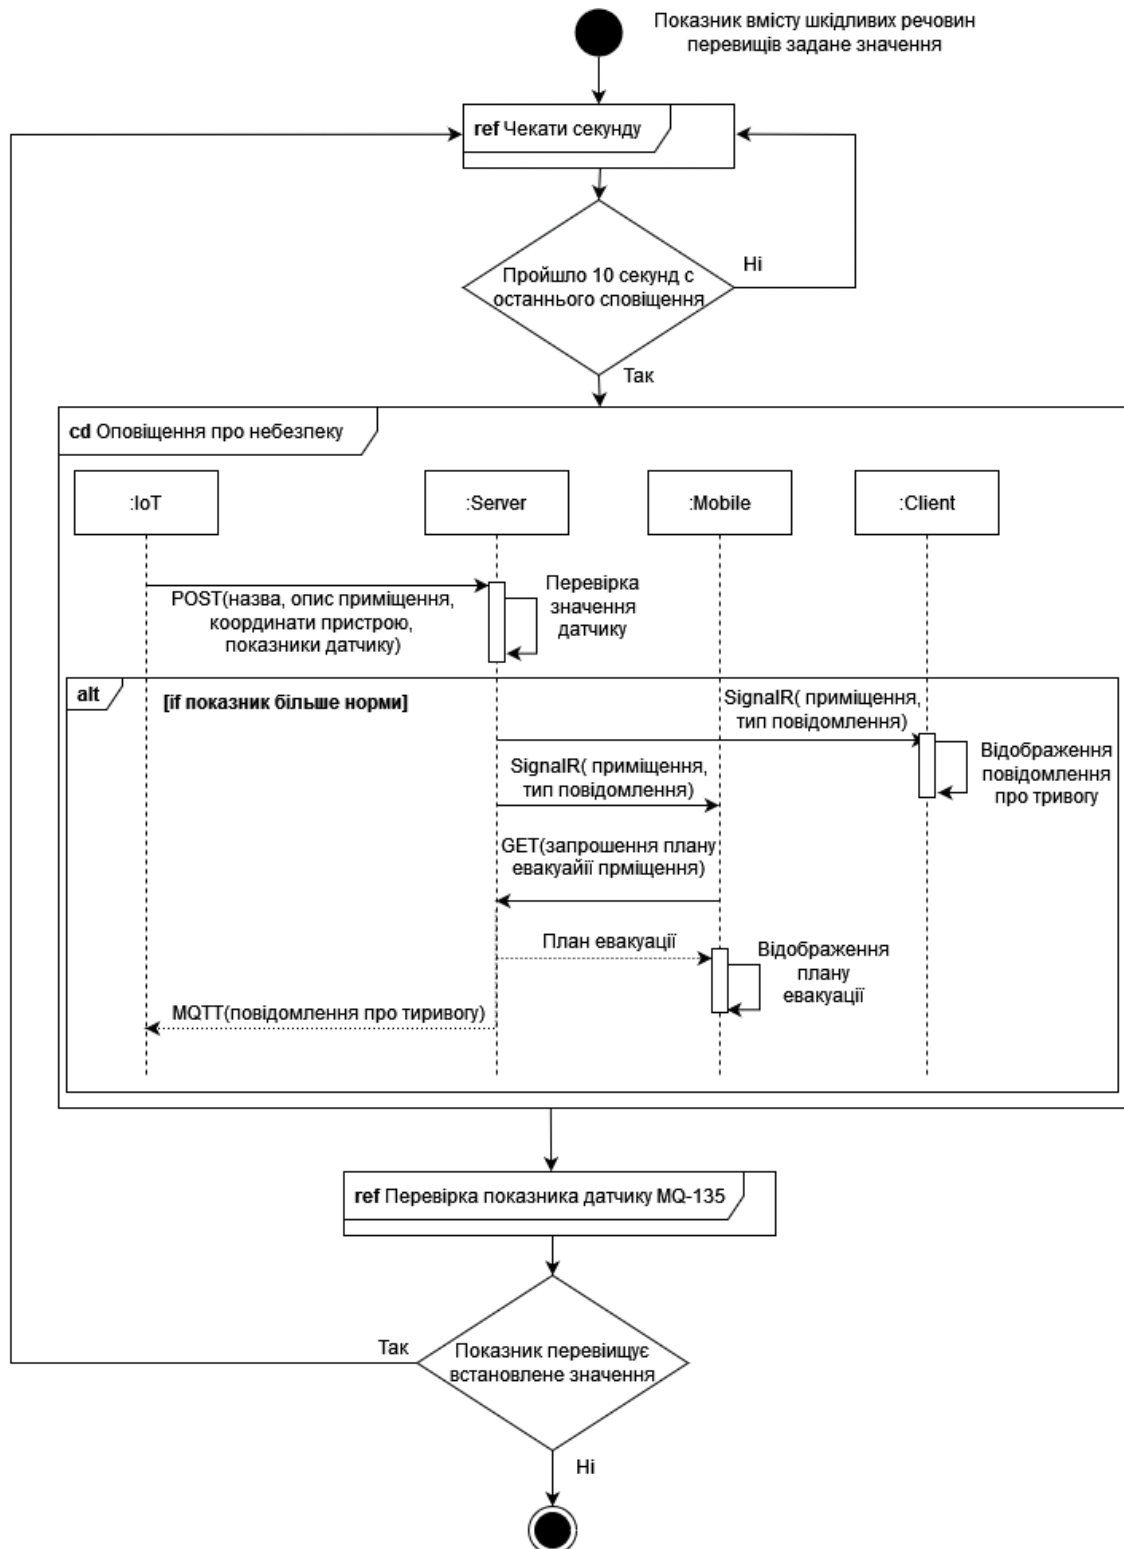 Показник вмісту шкідливих речовин
перевищів задане значення
ref Чекати секунду
Пройшло 10 секунд с
останнього сповіщення
Ні
Так
cd Оповіщення про небезпеку
:IoT
:Server
:Mobile
:Client
POST(назва, опис приміщення,
координати пристрою,
показники датчику)
Перевірка
значення
датчику
alt
[if показник більше норми]
SignalR( приміщення,
тип повідомлення)
Відображення
повідомлення
про тривогу
SignalR( приміщення,
тип повідомлення)
GET(запрошення плану
евакуайії прміщення)
План евакуації
Відображення
плану
евакуації
MQTT(повідомлення про тиривогу)
ref Перевірка показника датчику MQ-135
Так
Показник перевіищує
встановлене значення
Ні